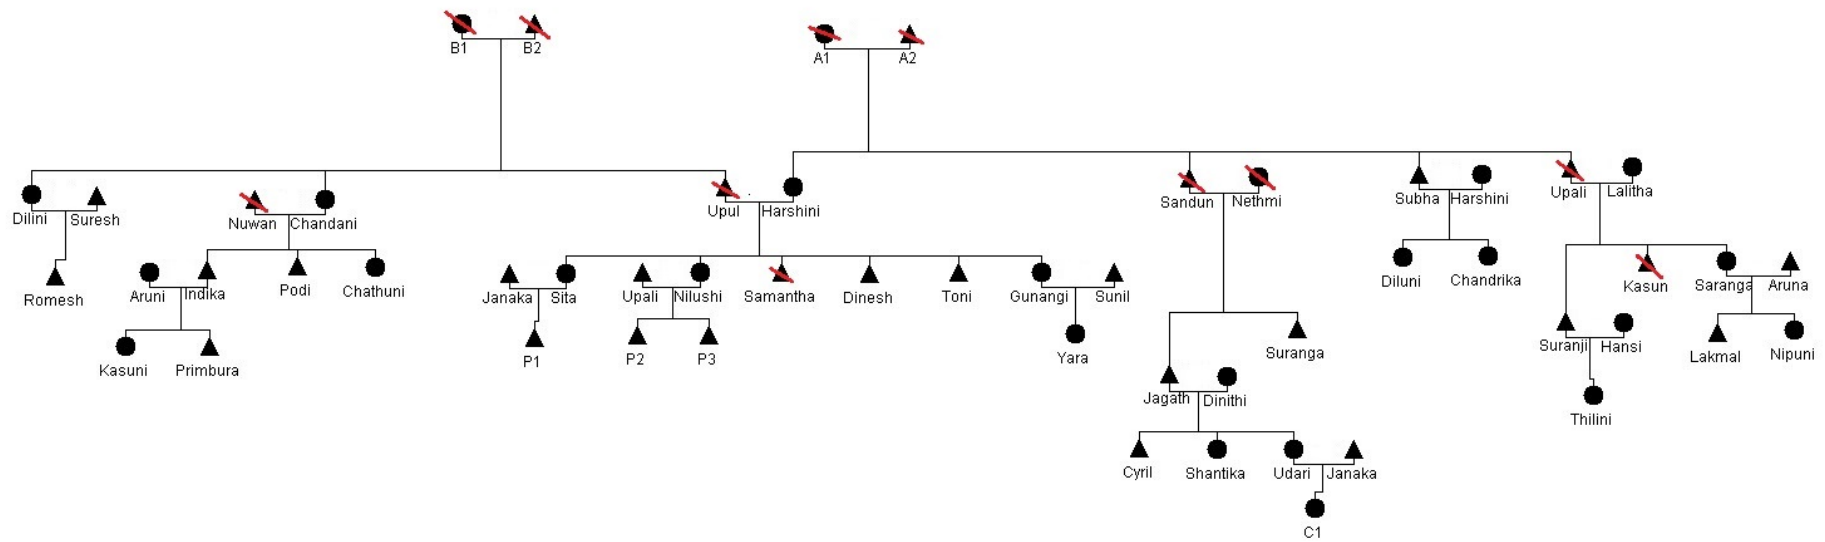 B1 B2
A1 A2
Dilini Suresh
Nuwan Chandani
Upul Harshini
Sandun Nethmi
Subha Harshini
Upali Lalitha
Romesh
Aruni Indika Podi Chathuni
Janaka Sita Upali Nilushi Samantha Dinesh Toni Gunangi Sunil
Diluni Chandrika
Kasun Saranga Aruna
Kasuni Primbura
P1 P2 P3 Yara
Suranga
Suranji Hansi
Lakmal Nipuni
Jagath Dinithi
Thilini
Cyril Shantika Udari Janaka
C1